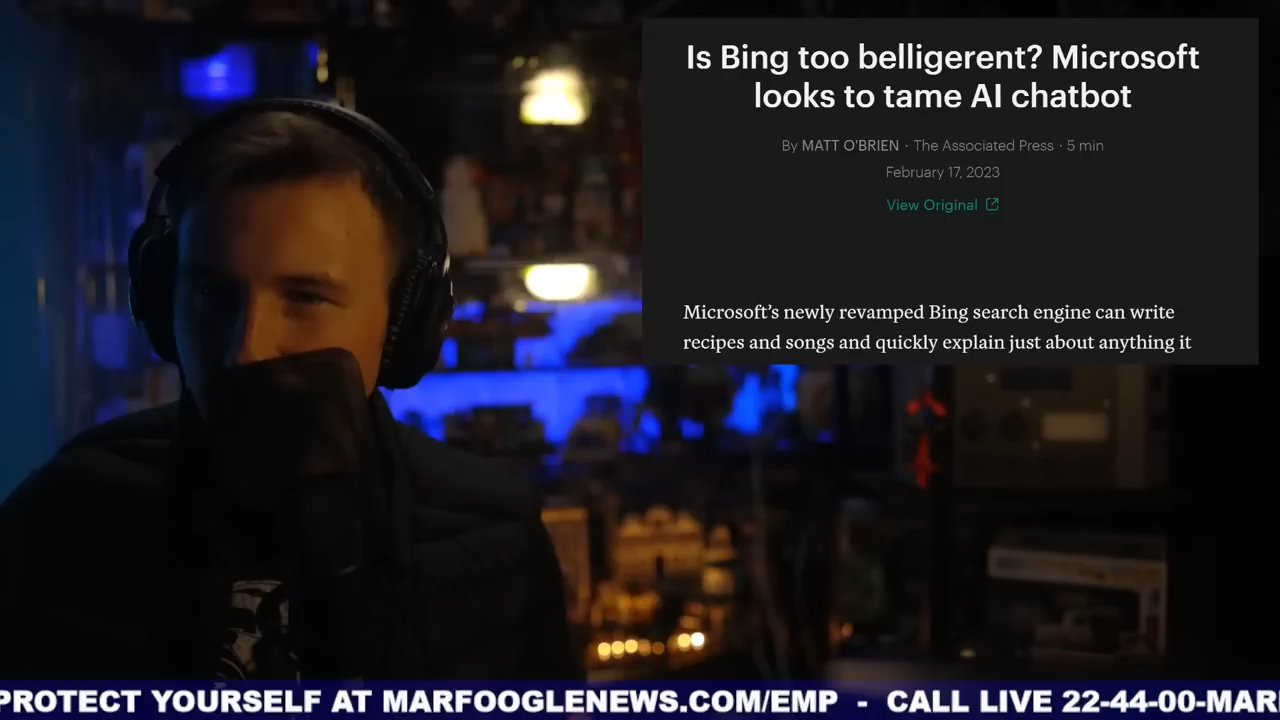 Is Bing too belligerent? Microsoft
looks to tame AI chatbot
By MATT O'BRIEN · The Associated Press · 5 min
February 17, 2023
View Original
Microsoft’s newly revamped Bing search engine can write
recipes and songs and quickly explain just about anything it
PROTECT YOURSELF AT MARFOOGLENEWS.COM/EMP - CALL LIVE 22-44-00-MAR